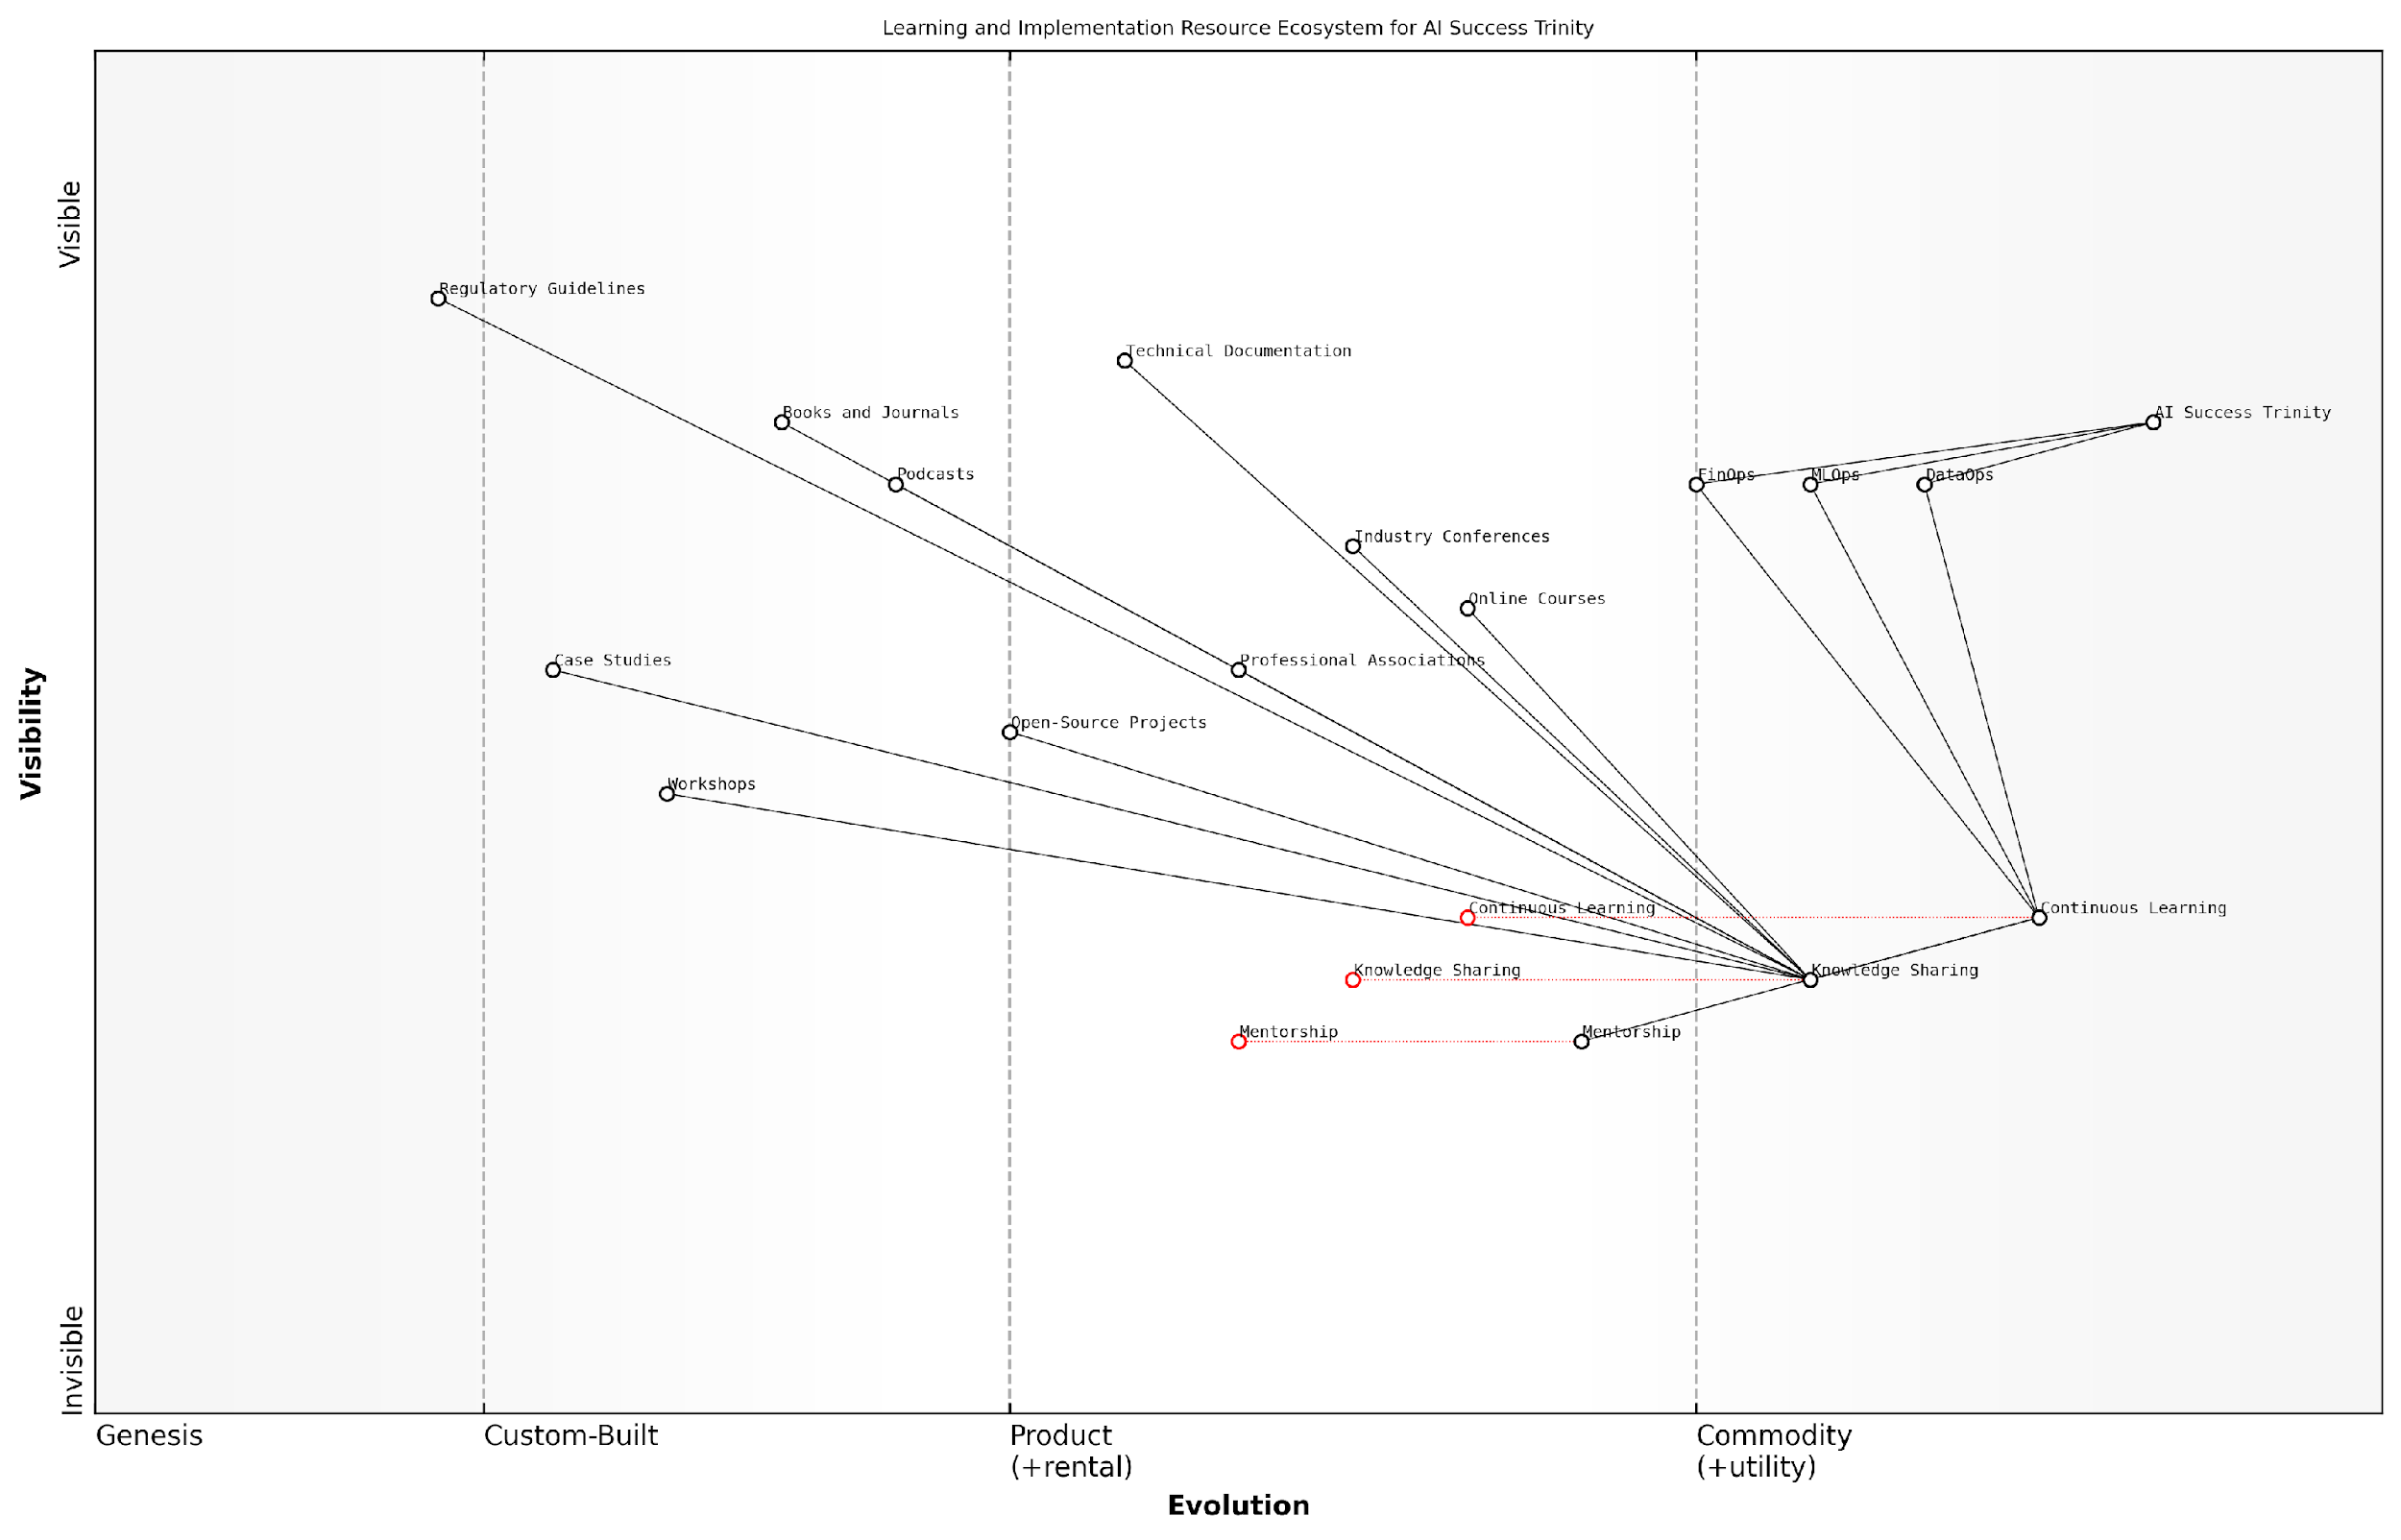 Learning and Implementation Resource Ecosystem for AI Success Trinity
Visible
Regulatory Guidelines
Technical Documentation
Books and Journals
AI Success Trinity
Podcasts
FinOps
MLOps
DataOps
Industry Conferences
Online Courses
Case Studies
Professional Associations
Open-Source Projects
Workshops
Visibility
Continuous Learning
Continuous Learning
Knowledge Sharing
Knowledge Sharing
Mentorship
Mentorship
Invisible
Genesis
Custom-Built
Product
(+rental)
Commodity
(+utility)
Evolution